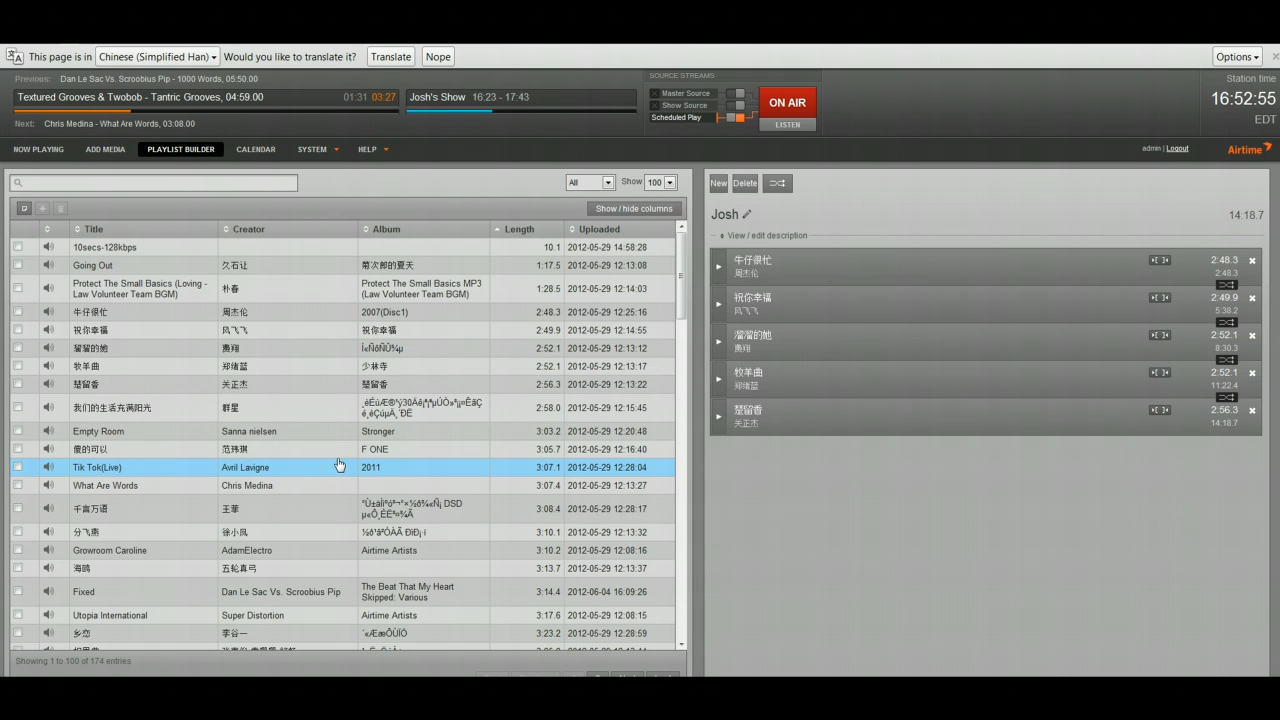 This page is in Chinese (Simplified Han) Would you like to translate it? Translate Nope Options
Previous: Dan Le Sac Vs. Scroobius Pip - 1000 Words, 05:50.00
Textured Grooves & Twobob - Tantric Grooves, 04:59.00 01:31 03:27
Next: Chris Medina - What Are Words, 03:08.00
Josh's Show 16:23 - 17:43
SOURCE STREAMS
Master Source
Show Source
Scheduled Play
ON AIR
LISTEN
Station time
16:52:55
EDT
NOW PLAYING ADD MEDIA PLAYLIST BUILDER CALENDAR SYSTEM HELP
admin | Logout
Airtime
All Show 100
Show / hide columns
Title Creator Album Length Uploaded
10secs-128kbps 10.1 2012-05-29 14:58:28
Going Out 久石让 菊次郎的夏天 1:17.5 2012-05-29 12:13:08
Protect The Small Basics (Loving - Law Volunteer Team BGM) 朴春 Protect The Small Basics MP3 (Law Volunteer Team BGM) 1:28.5 2012-05-29 12:14:03
牛仔很忙 周杰伦 2007(Disc1) 2:48.3 2012-05-29 12:25:16
祝你幸福 风飞飞 祝你幸福 2:49.9 2012-05-29 12:14:55
溜溜的她 费翔 2:52.1 2012-05-29 12:13:12
牧羊曲 郑绪蓝 少林寺 2:52.1 2012-05-29 12:13:17
楚留香 关正杰 楚留香 2:56.3 2012-05-29 12:13:22
我们的生活充满阳光 群星 2:58.0 2012-05-29 12:15:45
Empty Room Sanna nielsen Stronger 3:03.2 2012-05-29 12:20:48
傻的可以 范玮琪 F ONE 3:05.7 2012-05-29 12:16:40
Tik Tok(Live) Avril Lavigne 2011 3:07.1 2012-05-29 12:28:04
What Are Words Chris Medina 3:07.4 2012-05-29 12:13:27
千言万语 王菲 DSD 3:08.4 2012-05-29 12:28:17
分飞燕 徐小凤 3:10.1 2012-05-29 12:13:32
Growroom Caroline AdamElectro Airtime Artists 3:10.2 2012-05-29 12:08:16
海鸥 五轮真弓 3:13.7 2012-05-29 12:13:37
Fixed Dan Le Sac Vs. Scroobius Pip The Beat That My Heart Skipped: Various 3:14.4 2012-06-04 16:09:26
Utopia International Super Distortion Airtime Artists 3:17.6 2012-05-29 12:08:15
乡恋 李谷一 3:23.2 2012-05-29 12:28:59
Showing 1 to 100 of 174 entries
New Delete
Josh 14:18.7
View / edit description
牛仔很忙 2:48.3
周杰伦 2:48.3
祝你幸福 2:49.9
风飞飞 5:38.2
溜溜的她 2:52.1
费翔 8:30.3
牧羊曲 2:52.1
郑绪蓝 11:22.4
楚留香 2:56.3
关正杰 14:18.7